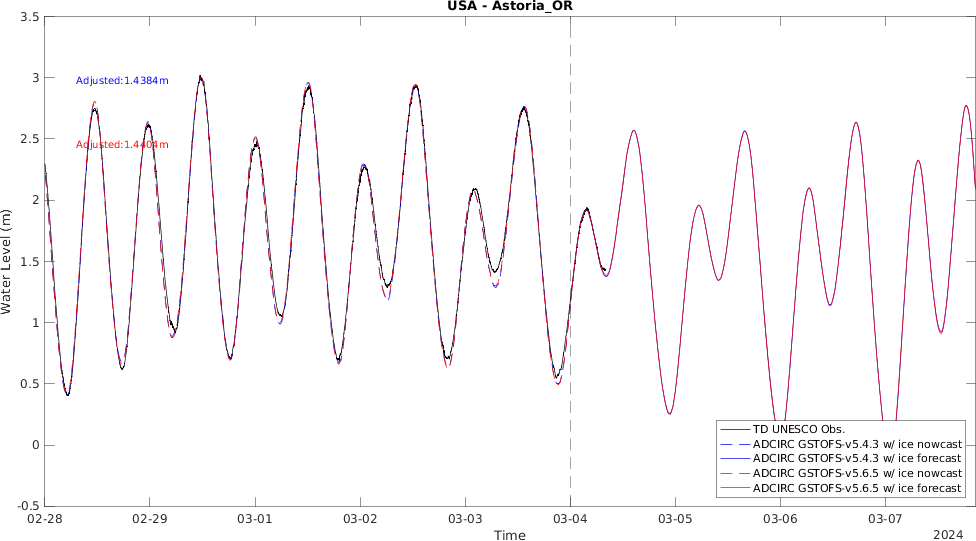 USA - Astoria_OR
3.5
3
2.5
2
1.5
1
0.5
0
-0.5
Water Level (m)
Adjusted:1.4384m
Adjusted:1.4404m
TD UNESCO Obs.
ADCIRC GSTOFS-v5.4.3 w/ ice nowcast
ADCIRC GSTOFS-v5.4.3 w/ ice forecast
ADCIRC GSTOFS-v5.6.5 w/ ice nowcast
ADCIRC GSTOFS-v5.6.5 w/ ice forecast
02-28 02-29 03-01 03-02 03-03 03-04 03-05 03-06 03-07
Time
2024